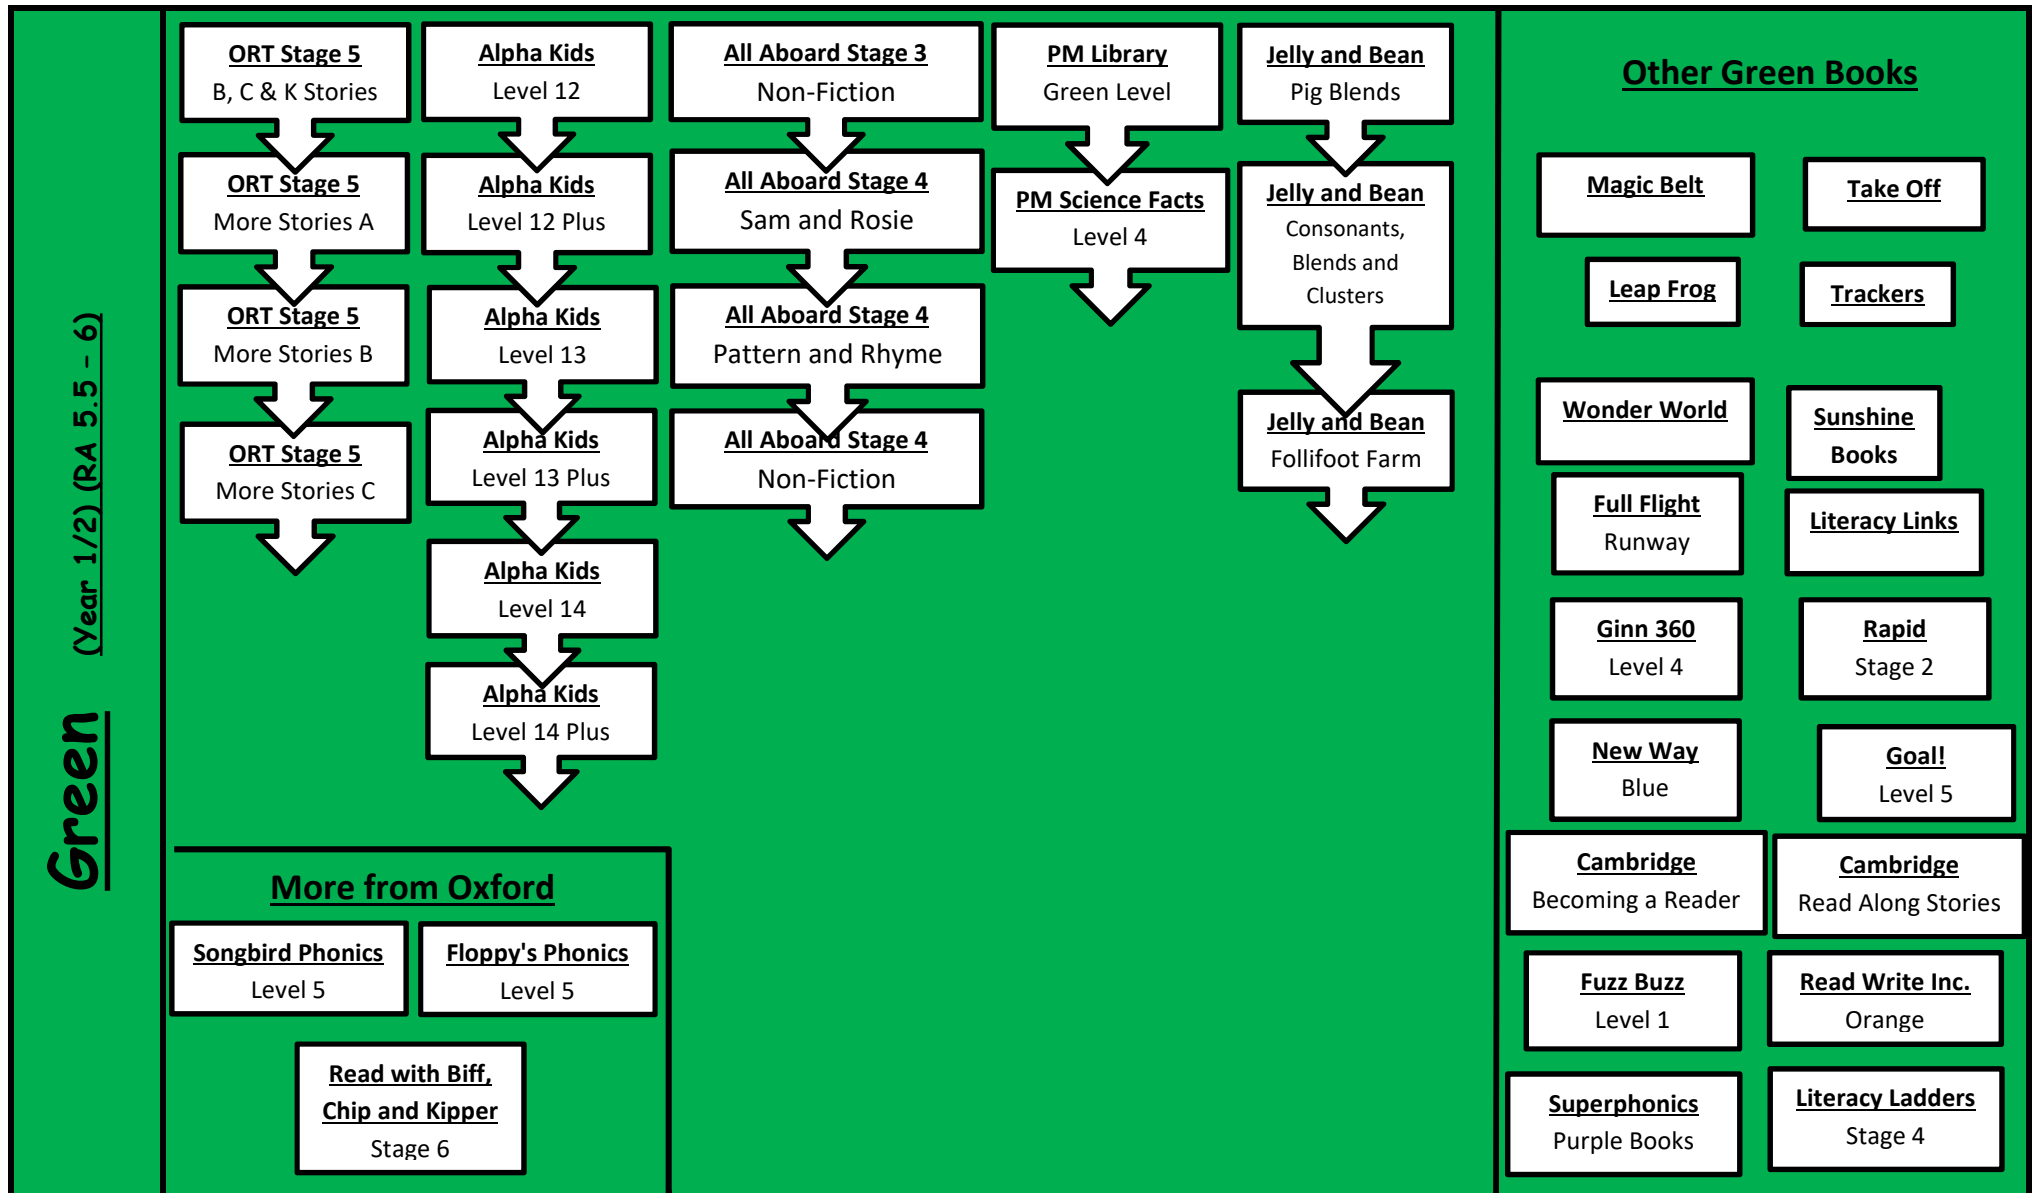 Green (Year 1/2) (RA 5.5 – 6)
ORT Stage 5
B, C & K Stories
ORT Stage 5
More Stories A
ORT Stage 5
More Stories B
ORT Stage 5
More Stories C
Alpha Kids
Level 12
Alpha Kids
Level 12 Plus
Alpha Kids
Level 13
Alpha Kids
Level 13 Plus
Alpha Kids
Level 14
Alpha Kids
Level 14 Plus
All Aboard Stage 3
Non-Fiction
All Aboard Stage 4
Sam and Rosie
All Aboard Stage 4
Pattern and Rhyme
All Aboard Stage 4
Non-Fiction
PM Library
Green Level
PM Science Facts
Level 4
Jelly and Bean
Pig Blends
Jelly and Bean
Consonants,
Blends and
Clusters
Jelly and Bean
Follifoot Farm
More from Oxford
Songbird Phonics
Level 5
Floppy's Phonics
Level 5
Read with Biff,
Chip and Kipper
Stage 6
Other Green Books
Magic Belt
Take Off
Leap Frog
Trackers
Wonder World
Sunshine
Books
Full Flight
Runway
Literacy Links
Ginn 360
Level 4
Rapid
Stage 2
New Way
Blue
Goal!
Level 5
Cambridge
Becoming a Reader
Cambridge
Read Along Stories
Fuzz Buzz
Level 1
Read Write Inc.
Orange
Superphonics
Purple Books
Literacy Ladders
Stage 4